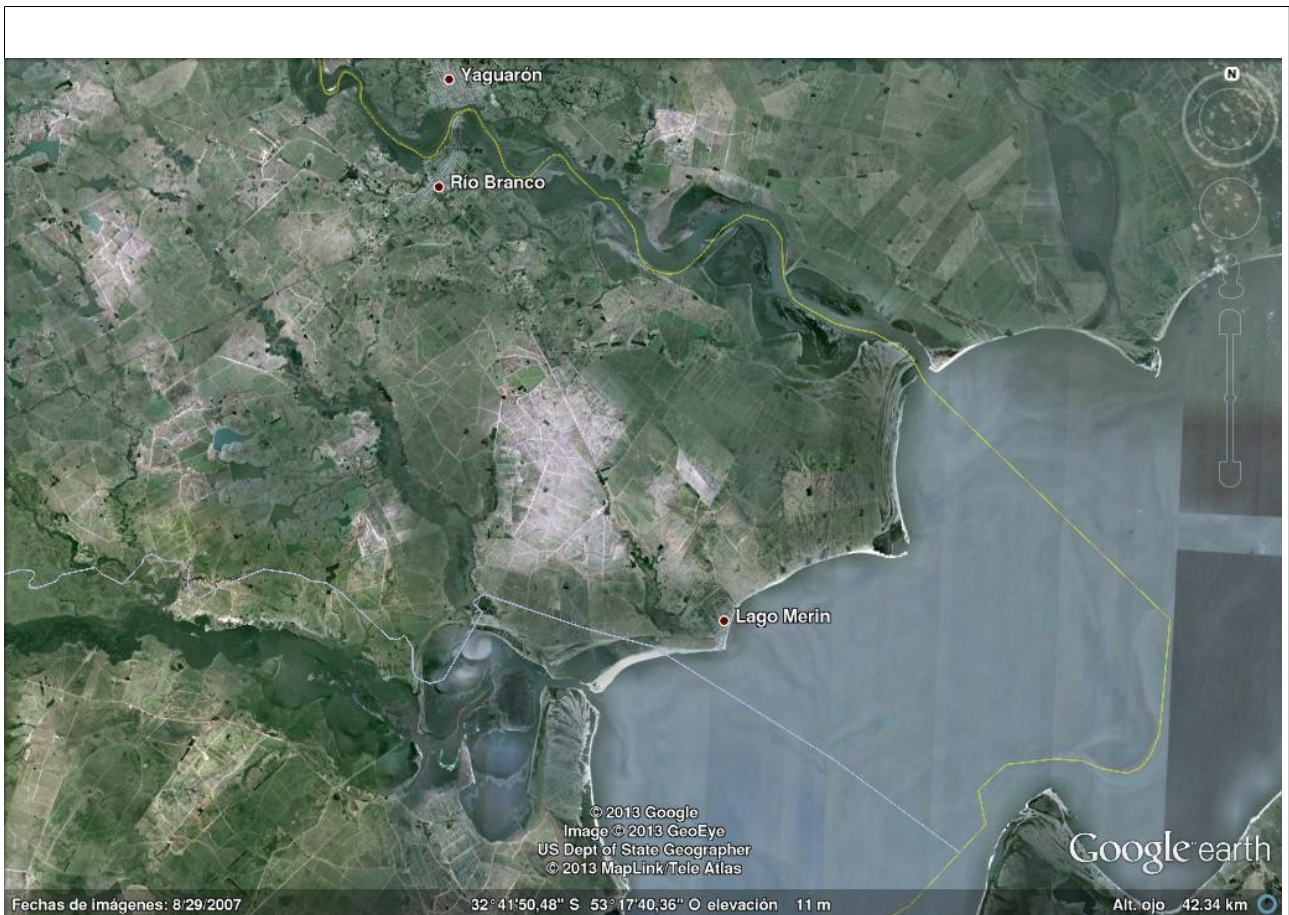 N
Yaguarón
Río Branco
Lago Merin
© 2013 Google
Image © 2013 GeoEye
US Dept of State Geographer
© 2013 MapLink/Tele Atlas
Google earth
Fechas de imágenes: 8/29/2007 32°41'50,48" S 53°17'40,36" O elevación 11 m Alt. ojo 42.34 km